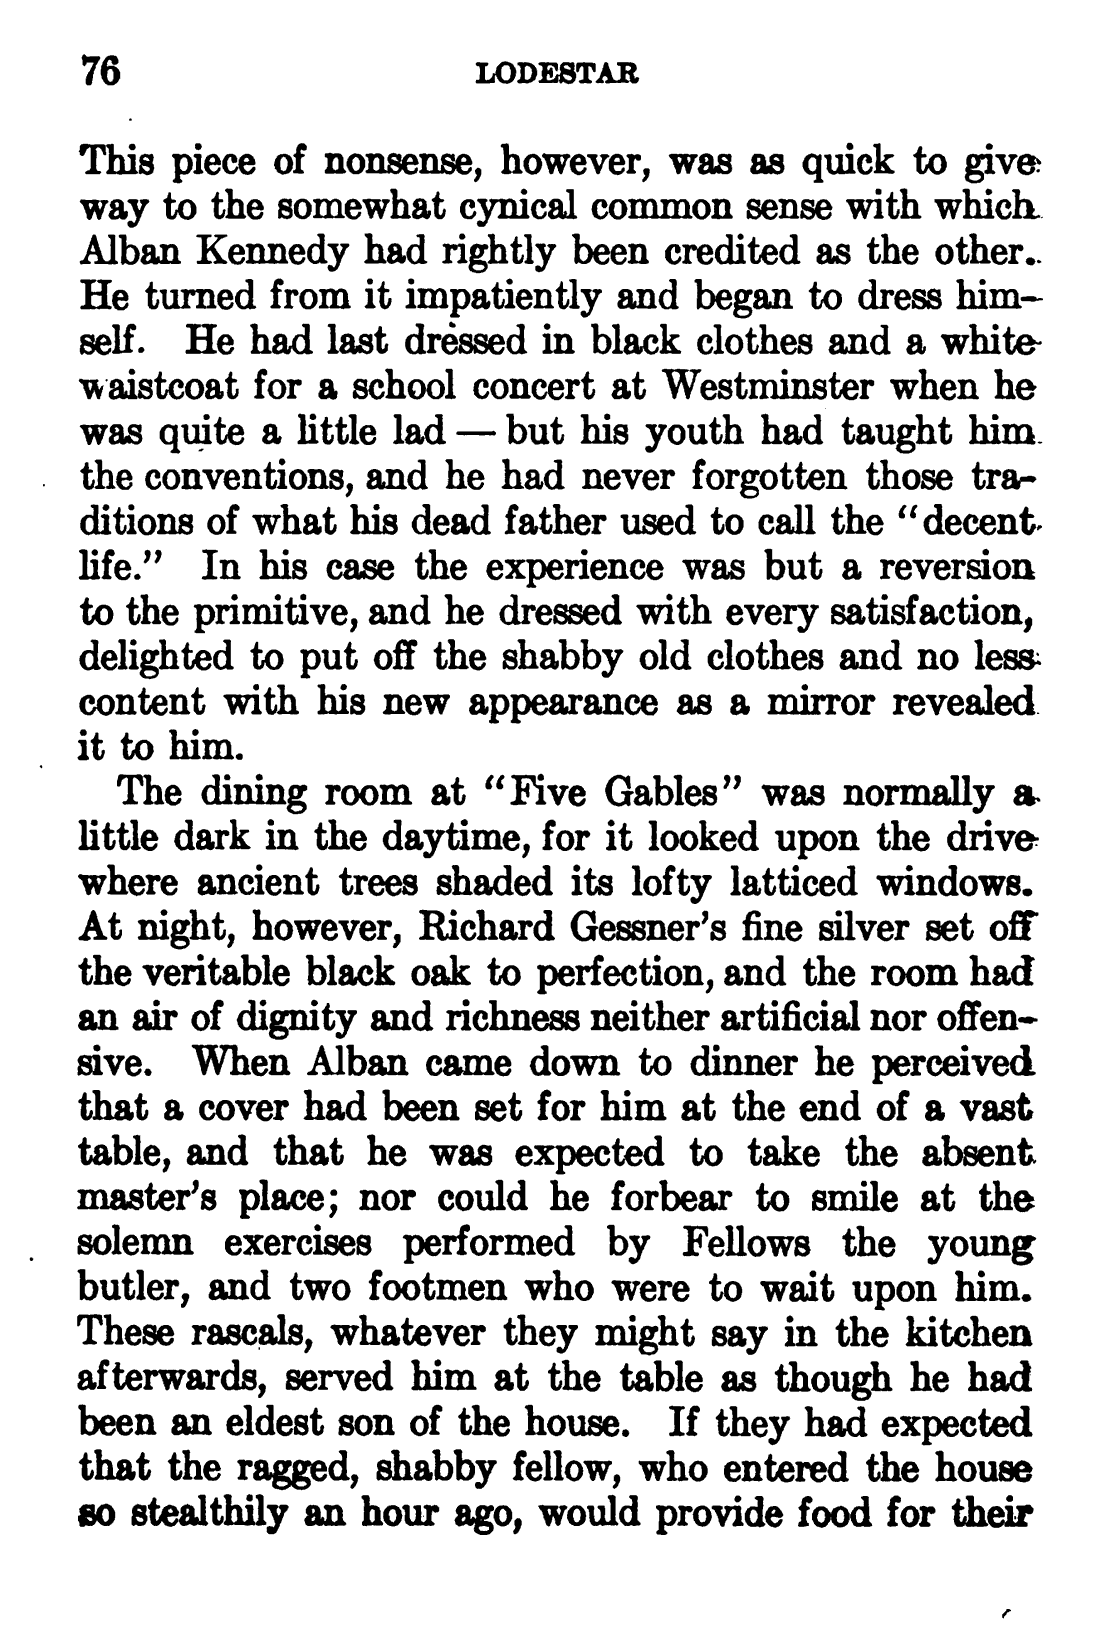 76 LODESTAR
This piece of nonsense, however, was as quick to give
way to the somewhat cynical common sense with which
Alban Kennedy had rightly been credited as the other.
He turned from it impatiently and began to dress him-
self. He had last dressed in black clothes and a white
waistcoat for a school concert at Westminster when he
was quite a little lad — but his youth had taught him
the conventions, and he had never forgotten those tra-
ditions of what his dead father used to call the "decent
life." In his case the experience was but a reversion
to the primitive, and he dressed with every satisfaction,
delighted to put off the shabby old clothes and no less
content with his new appearance as a mirror revealed
it to him.
The dining room at "Five Gables" was normally a
little dark in the daytime, for it looked upon the drive
where ancient trees shaded its lofty latticed windows.
At night, however, Richard Gessner's fine silver set off
the veritable black oak to perfection, and the room had
an air of dignity and richness neither artificial nor offen-
sive. When Alban came down to dinner he perceived
that a cover had been set for him at the end of a vast
table, and that he was expected to take the absent
master's place; nor could he forbear to smile at the
solemn exercises performed by Fellows the young
butler, and two footmen who were to wait upon him.
These rascals, whatever they might say in the kitchen
afterwards, served him at the table as though he had
been an eldest son of the house. If they had expected
that the ragged, shabby fellow, who entered the house
so stealthily an hour ago, would provide food for their